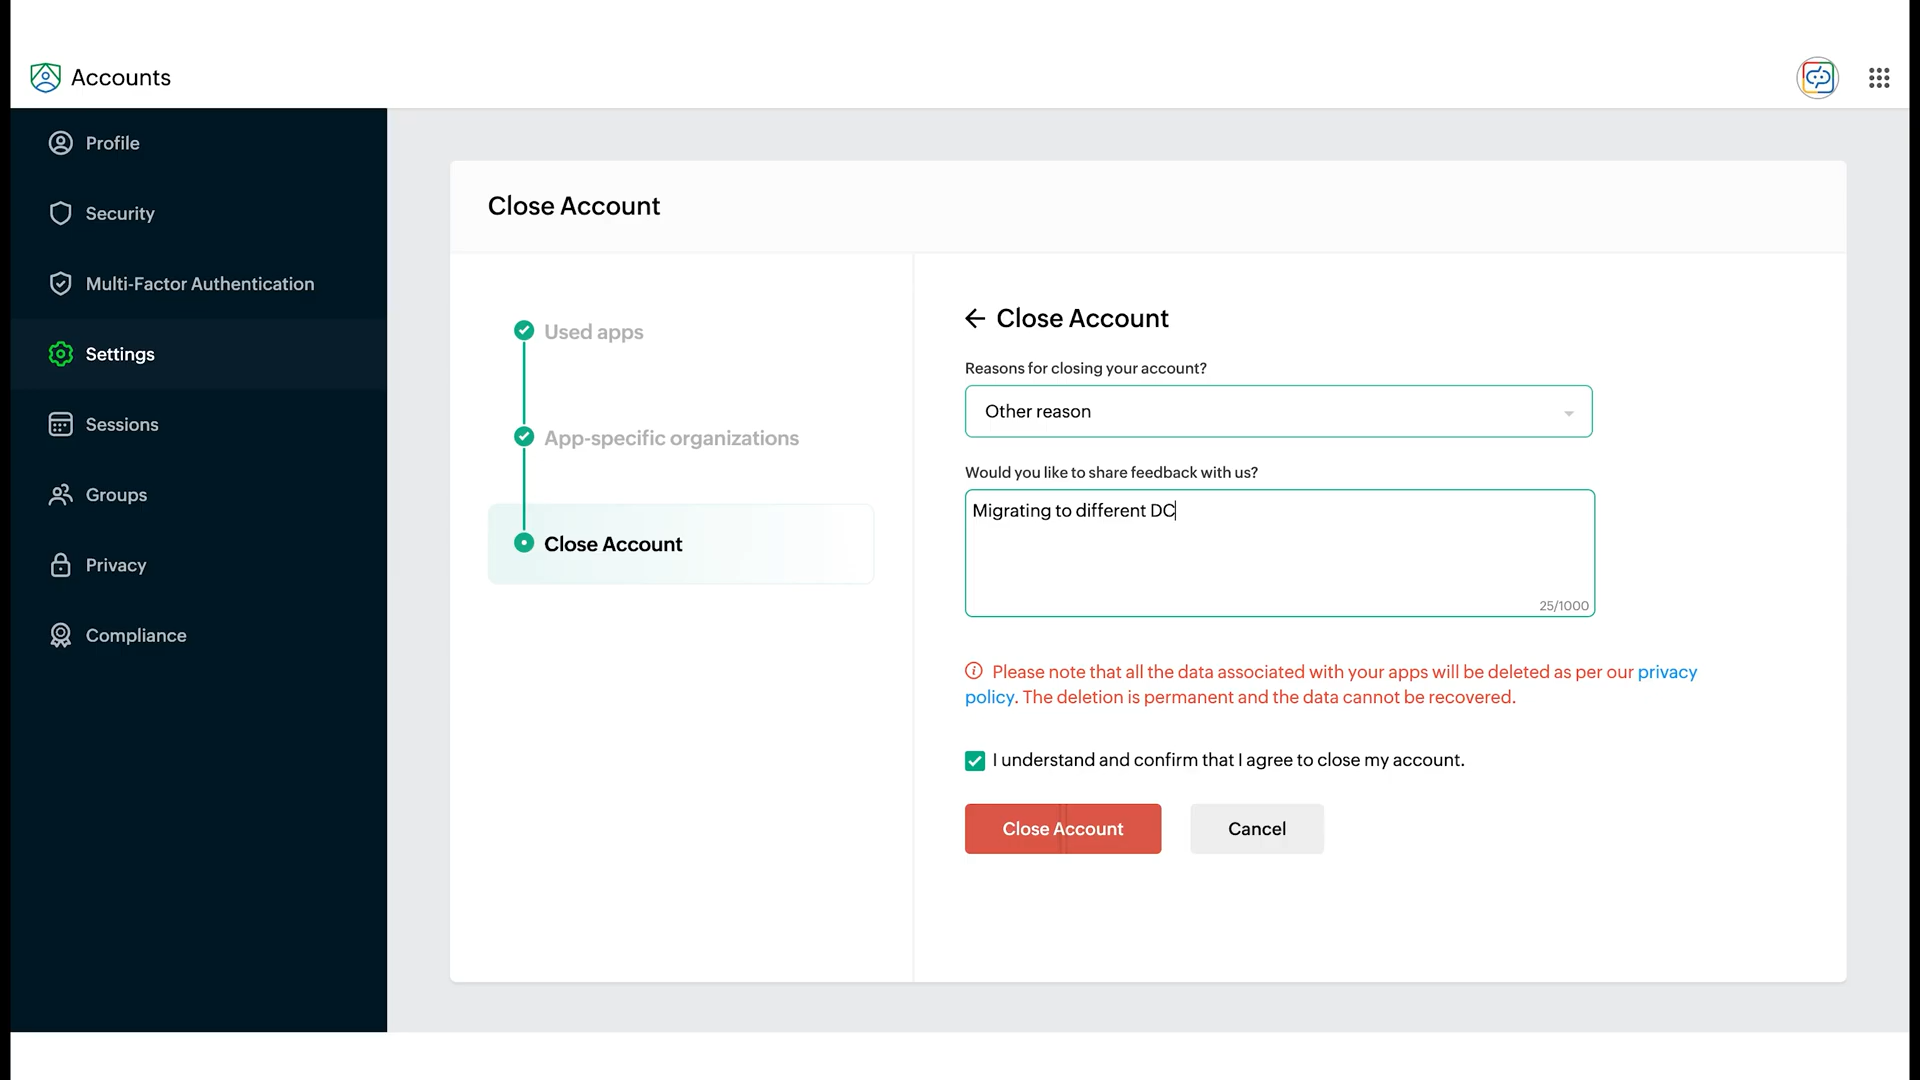 Accounts
Profile
Security
Multi-Factor Authentication
Settings
Sessions
Groups
Privacy
Compliance
Close Account
Used apps
App-specific organizations
Close Account
Close Account
Reasons for closing your account?
Other reason
Would you like to share feedback with us?
Migrating to different DC
25/1000
Please note that all the data associated with your apps will be deleted as per our privacy
policy. The deletion is permanent and the data cannot be recovered.
I understand and confirm that I agree to close my account.
Close Account
Cancel